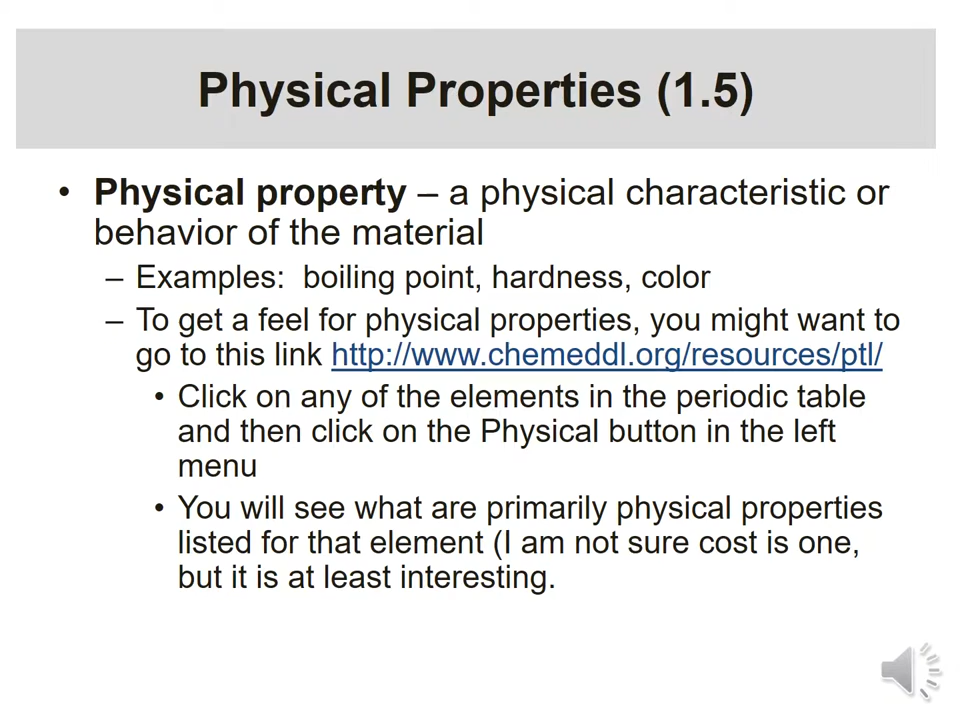 Physical Properties (1.5)
• Physical property – a physical characteristic or
behavior of the material
– Examples:  boiling point, hardness, color
– To get a feel for physical properties, you might want to
go to this link http://www.chemeddl.org/resources/ptl/
• Click on any of the elements in the periodic table
and then click on the Physical button in the left
menu
• You will see what are primarily physical properties
listed for that element (I am not sure cost is one,
but it is at least interesting.